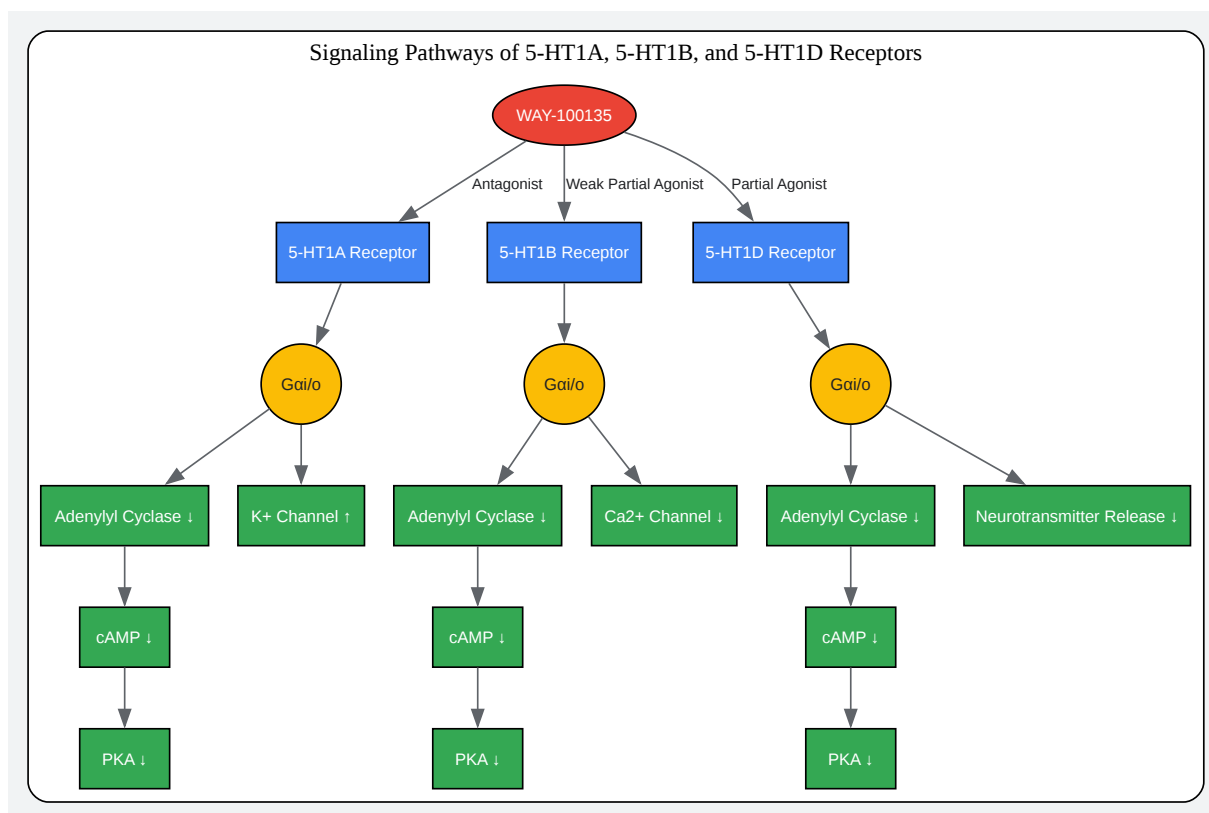 Signaling Pathways of 5-HT1A, 5-HT1B, and 5-HT1D Receptors
WAY-100135
Antagonist
Weak Partial Agonist
Partial Agonist
5-HT1A Receptor
5-HT1B Receptor
5-HT1D Receptor
Gαi/o
Gαi/o
Gαi/o
Adenylyl Cyclase ↓
K+ Channel ↑
Adenylyl Cyclase ↓
Ca2+ Channel ↓
Adenylyl Cyclase ↓
Neurotransmitter Release ↓
cAMP ↓
cAMP ↓
cAMP ↓
PKA ↓
PKA ↓
PKA ↓